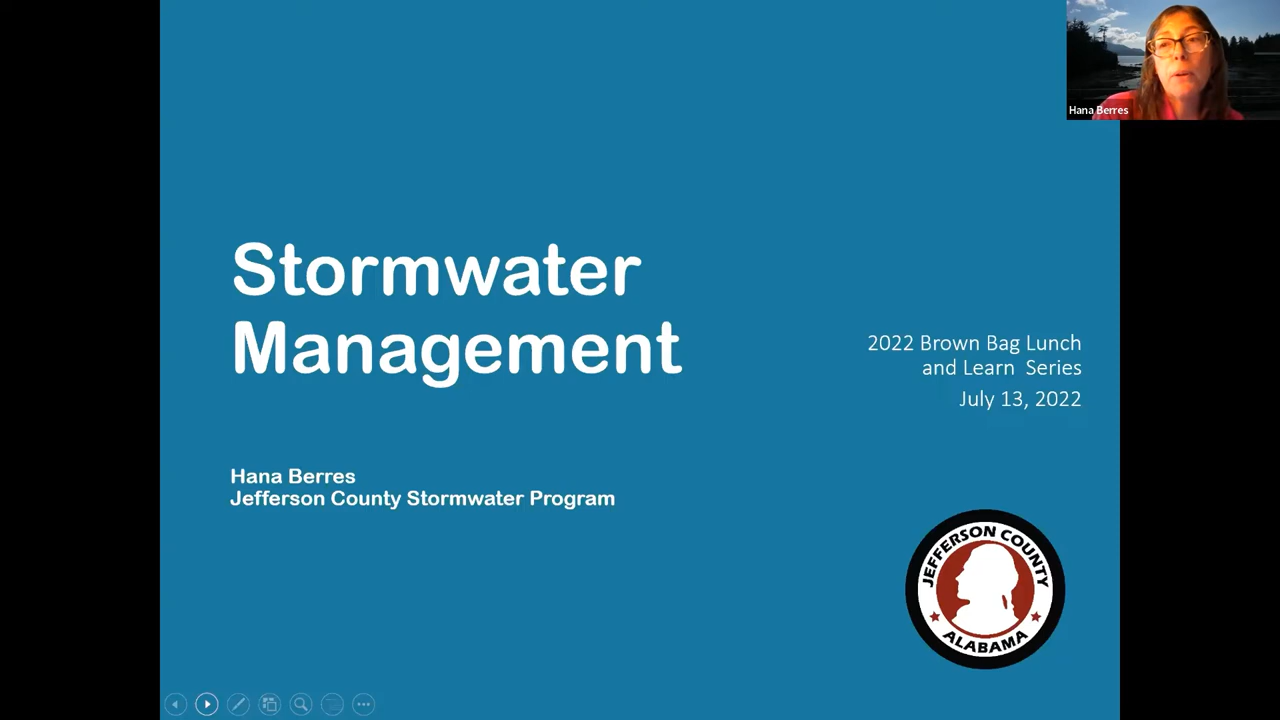 Hana Berres
Stormwater
Management
2022 Brown Bag Lunch
and Learn Series
July 13, 2022
Hana Berres
Jefferson County Stormwater Program
JEFFERSON COUNTY
ALABAMA